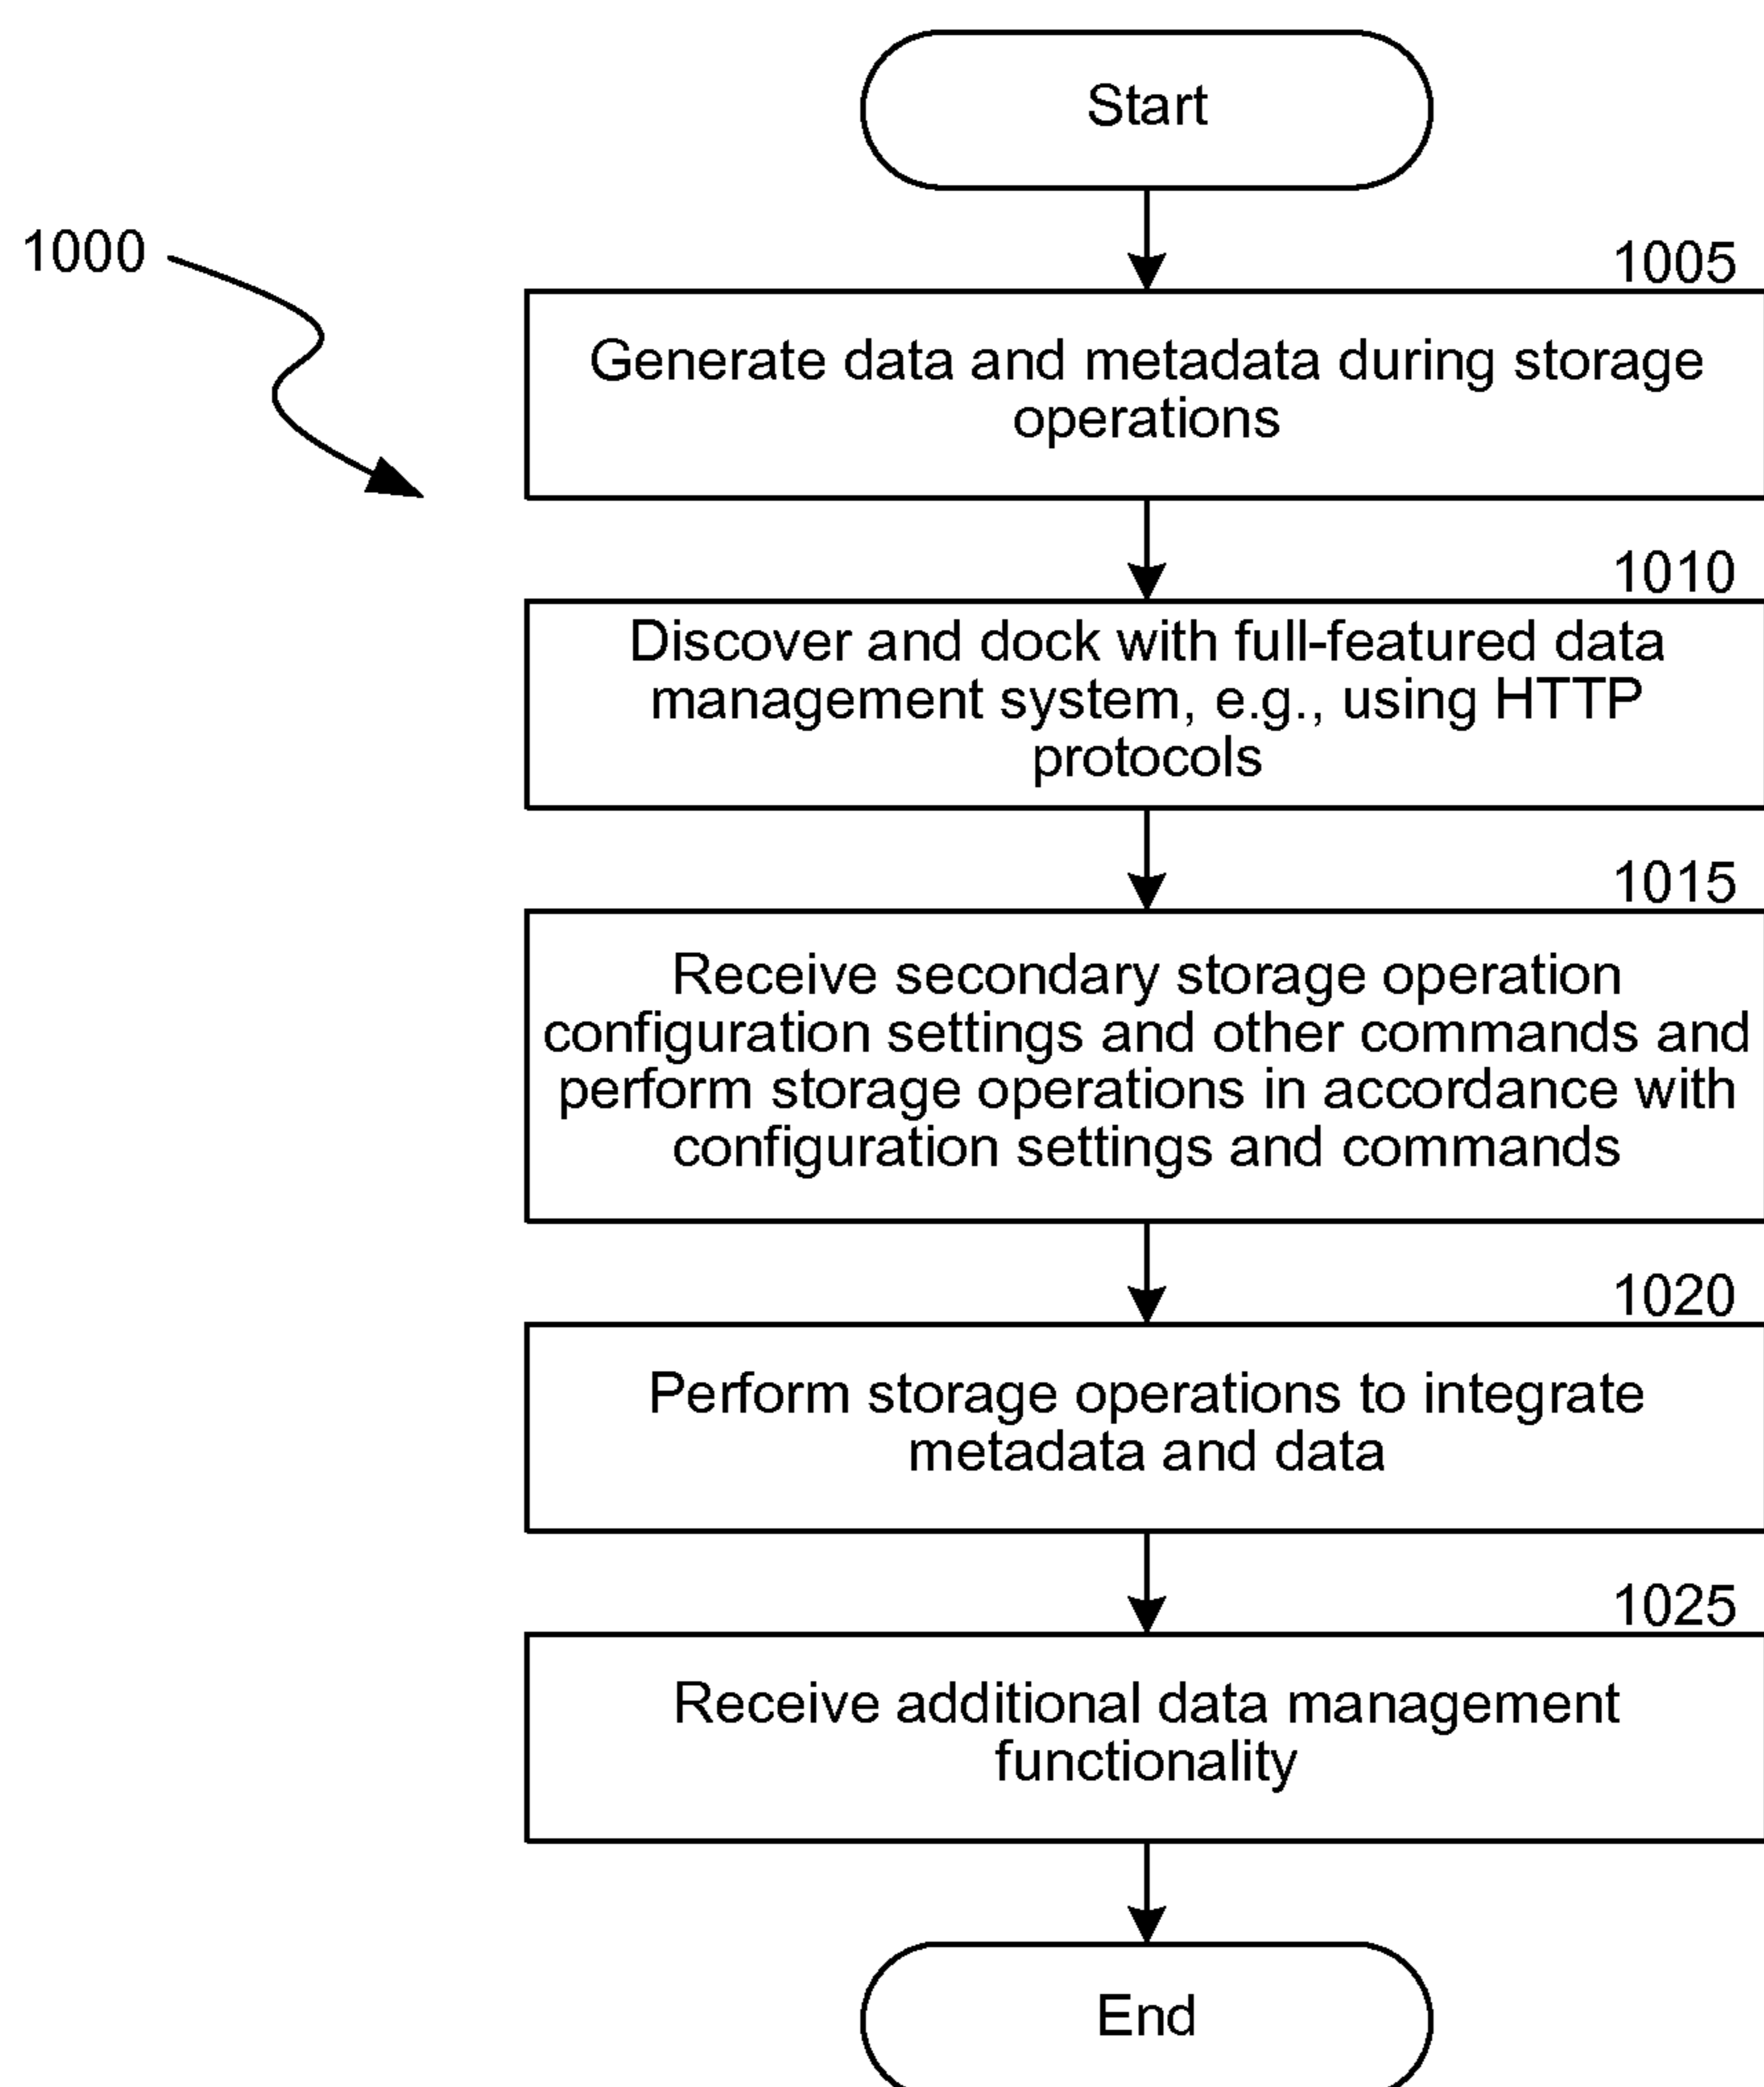 Start
1000
1005
Generate data and metadata during storage
operations
1010
Discover and dock with full-featured data
management system, e.g., using HTTP
protocols
1015
Receive secondary storage operation
configuration settings and other commands and
perform storage operations in accordance with
configuration settings and commands
1020
Perform storage operations to integrate
metadata and data
1025
Receive additional data management
functionality
End